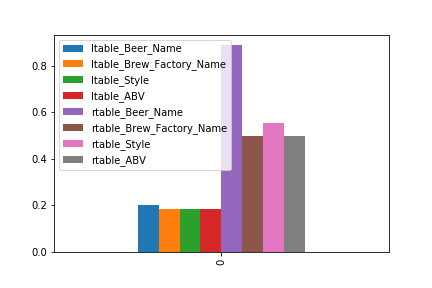 ltable_Beer_Name
ltable_Brew_Factory_Name
ltable_Style
ltable_ABV
rtable_Beer_Name
rtable_Brew_Factory_Name
rtable_Style
rtable_ABV
0.8
0.6
0.4
0.2
0.0
0